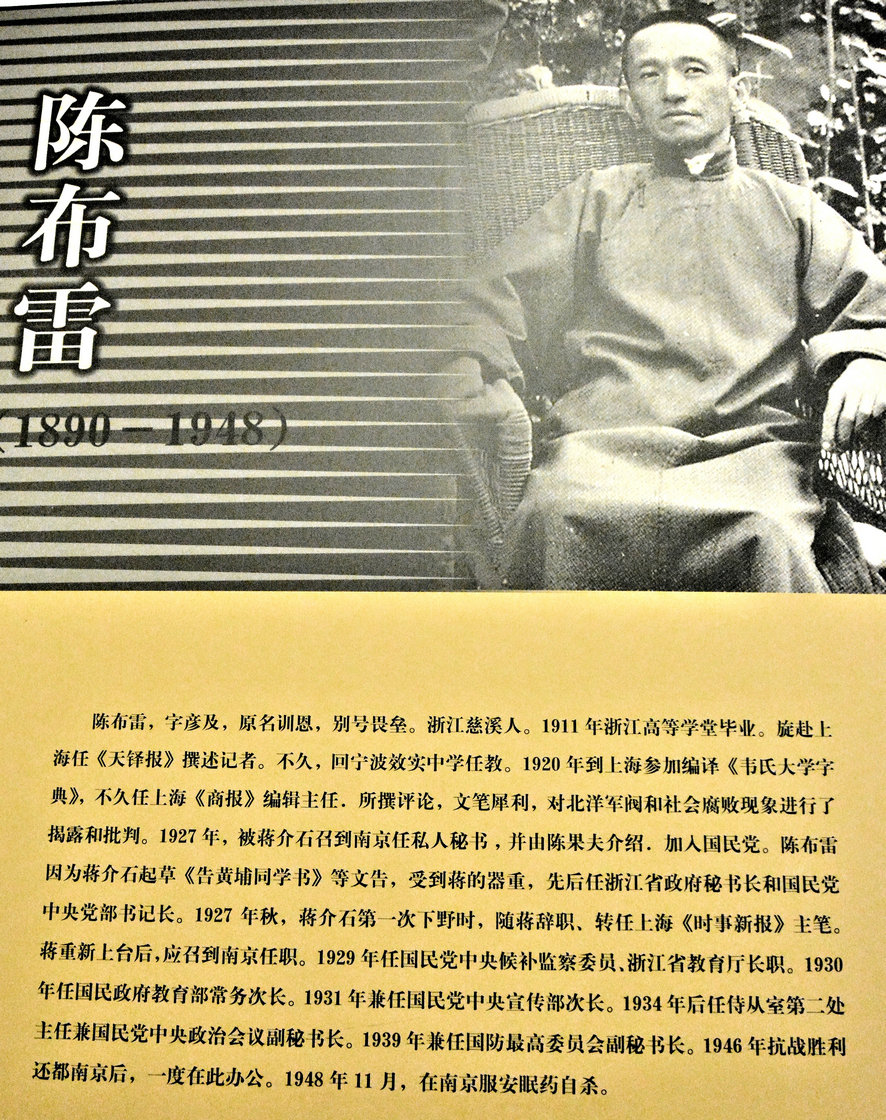 陈布雷
(1890－1948)
陈布雷，字彦及，原名训恩，别号畏垒。浙江慈溪人。1911 年浙江高等学堂毕业。旋赴上
海任《天铎报》撰述记者。不久，回宁波效实中学任教。1920 年到上海参加编译《韦氏大学字
典》，不久任上海《商报》编辑主任．所撰评论，文笔犀利，对北洋军阀和社会腐败现象进行了
揭露和批判。1927 年，被蒋介石召到南京任私人秘书，并由陈果夫介绍．加入国民党。陈布雷
因为蒋介石起草《告黄埔同学书》等文告，受到蒋的器重，先后任浙江省政府秘书长和国民党
中央党部书记长。1927 年秋，蒋介石第一次下野时，随蒋辞职、转任上海《时事新报》主笔。
蒋重新上台后，应召到南京任职。1929 年任国民党中央候补监察委员、浙江省教育厅长职。1930
年任国民政府教育部常务次长。1931 年兼任国民党中央宣传部次长。1934 年后任侍从室第二处
主任兼国民党中央政治会议副秘书长。1939 年兼任国防最高委员会副秘书长。1946 年抗战胜利
还都南京后，一度在此办公。1948 年 11 月，在南京服安眠药自杀。